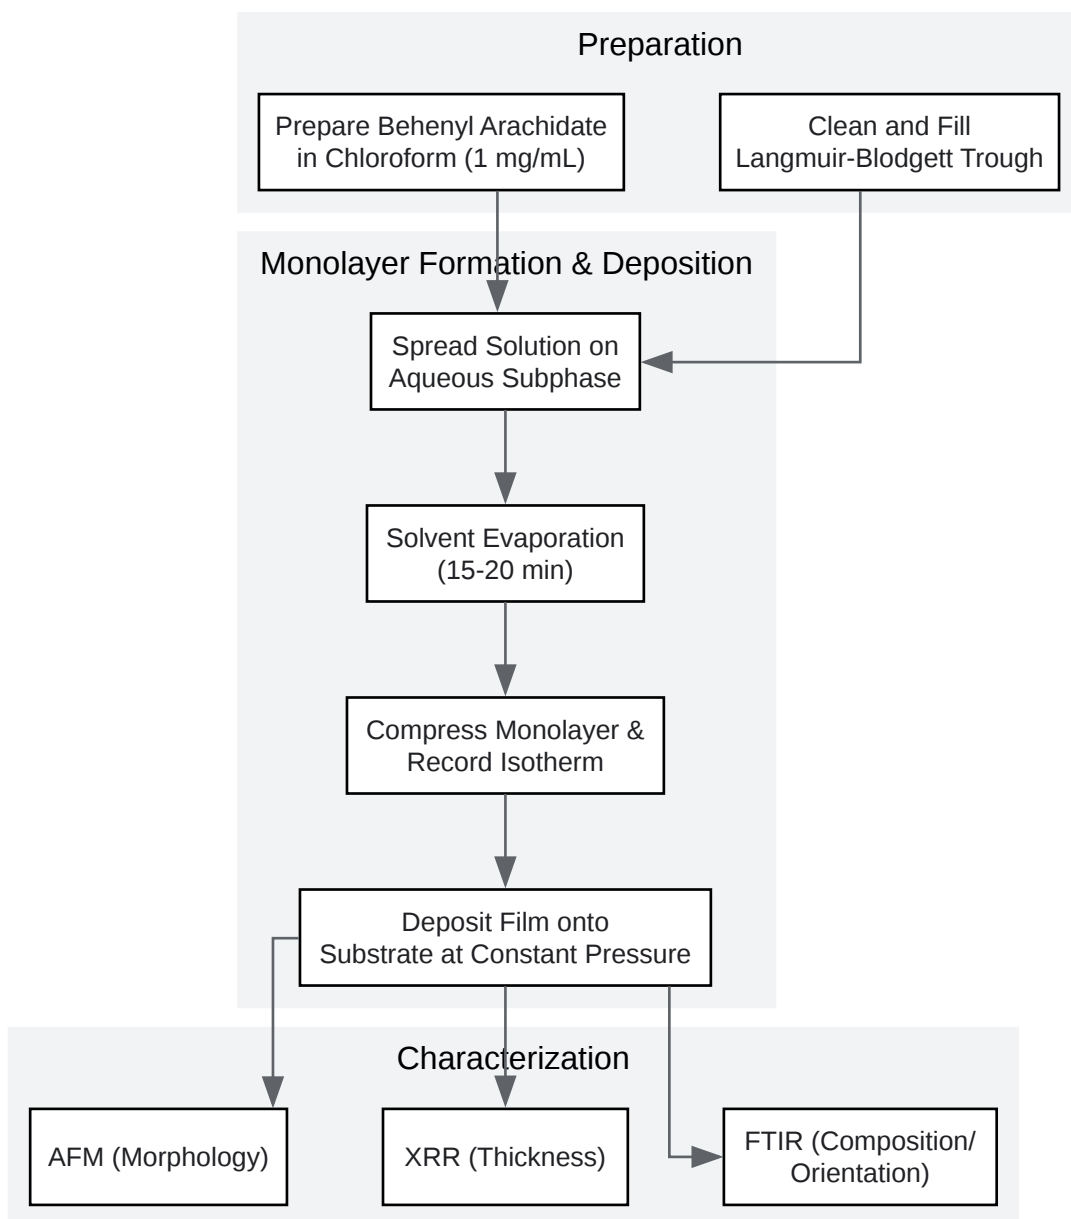 Preparation
Prepare Behenyl Arachidate
in Chloroform (1 mg/mL)
Clean and Fill
Langmuir-Blodgett Trough
Monolayer Formation & Deposition
Spread Solution on
Aqueous Subphase
Solvent Evaporation
(15-20 min)
Compress Monolayer &
Record Isotherm
Deposit Film onto
Substrate at Constant Pressure
Characterization
AFM (Morphology)
XRR (Thickness)
FTIR (Composition/
Orientation)